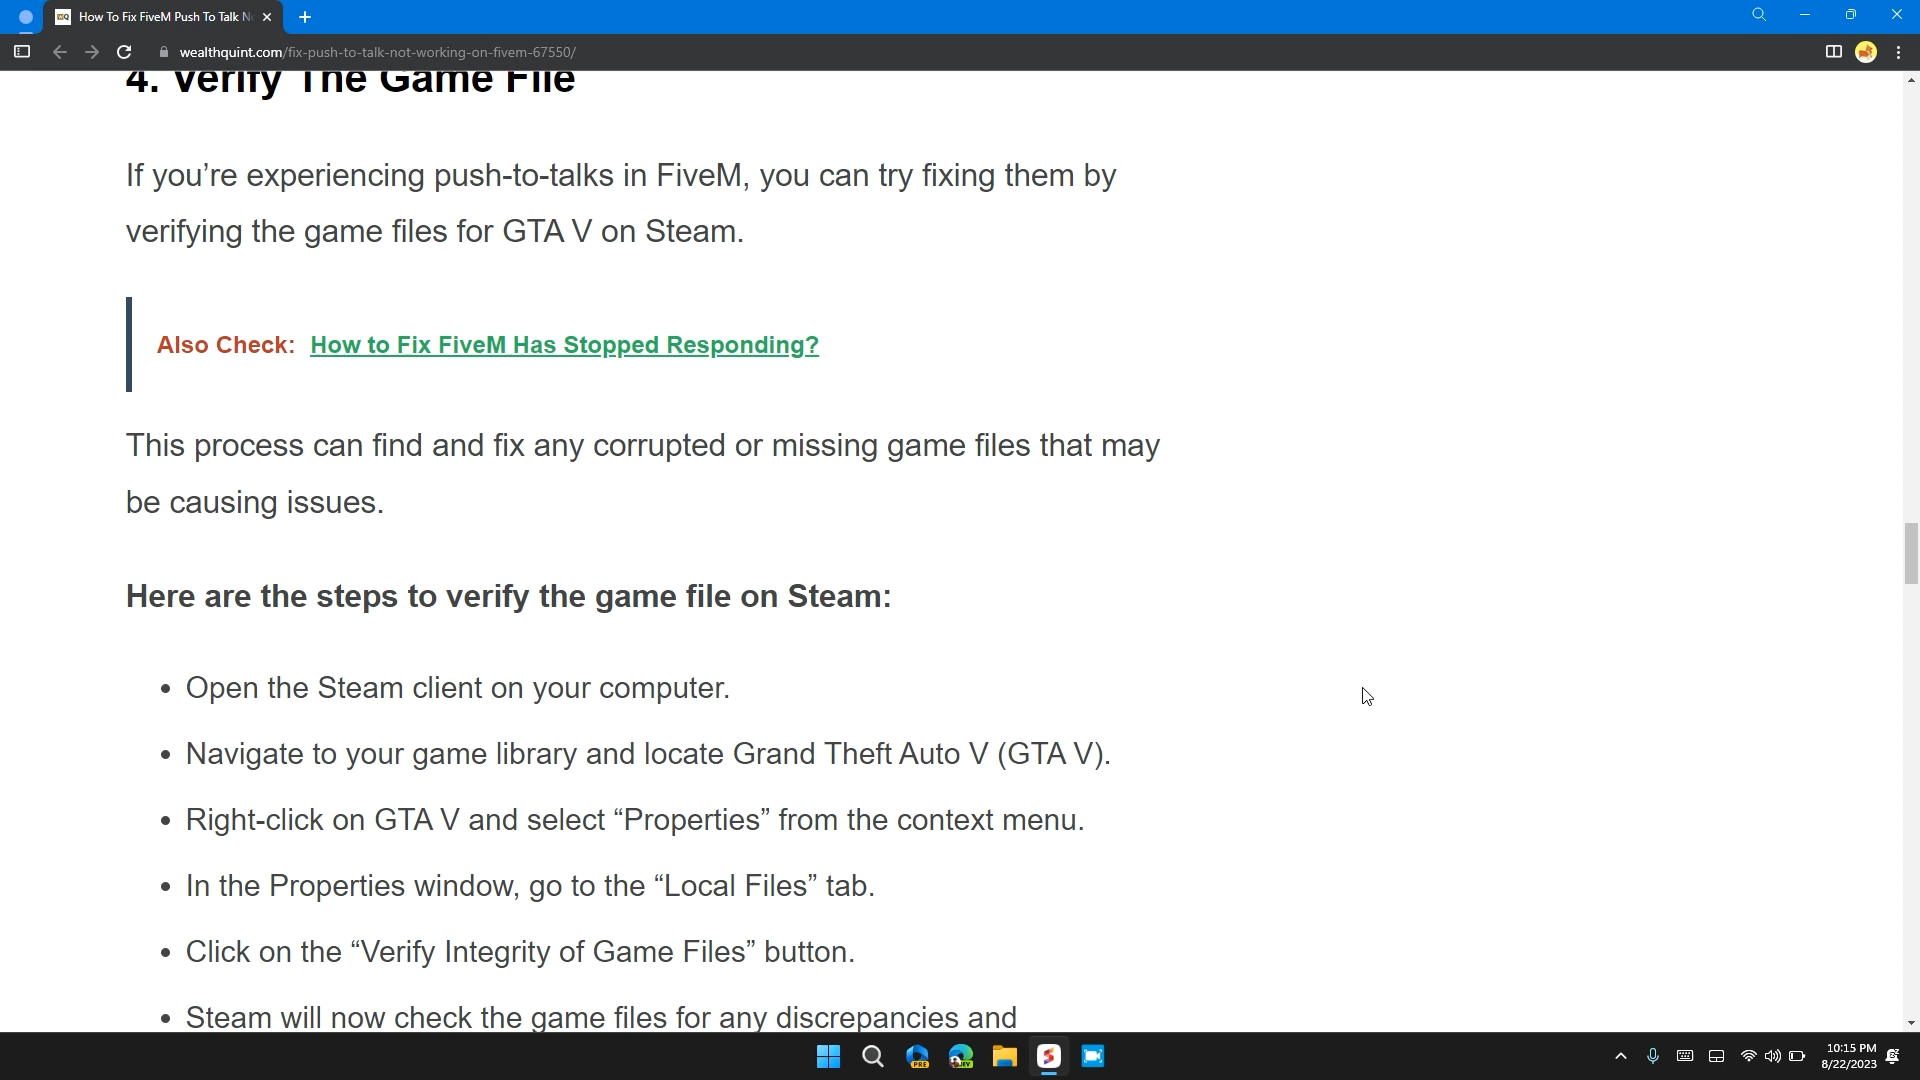 How To Fix FiveM Push To Talk N
wealthquint.com/fix-push-to-talk-not-working-on-fivem-67550/
4. Verify The Game File
If you’re experiencing push-to-talks in FiveM, you can try fixing them by
verifying the game files for GTA V on Steam.
Also Check: How to Fix FiveM Has Stopped Responding?
This process can find and fix any corrupted or missing game files that may
be causing issues.
Here are the steps to verify the game file on Steam:
• Open the Steam client on your computer.
• Navigate to your game library and locate Grand Theft Auto V (GTA V).
• Right-click on GTA V and select “Properties” from the context menu.
• In the Properties window, go to the “Local Files” tab.
• Click on the “Verify Integrity of Game Files” button.
• Steam will now check the game files for any discrepancies and
PRE
10:15 PM
8/22/2023